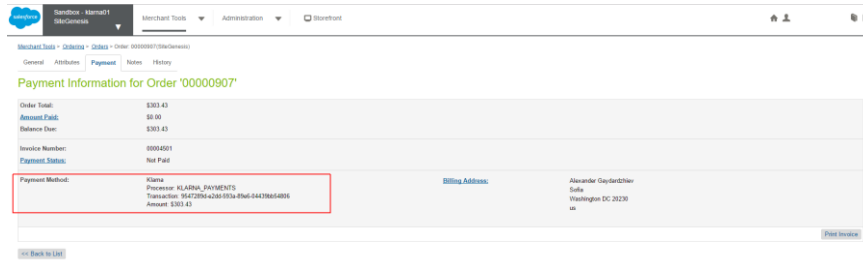 salesforce
Sandbox - klarna01
SiteGenesis
Merchant Tools
Administration
Storefront
Merchant Tools > Ordering > Orders > Order: 00000907(SiteGenesis)
General Attributes Payment Notes History
Payment Information for Order '00000907'
Order Total: $303.43
Amount Paid: $0.00
Balance Due: $303.43
Invoice Number: 00004501
Payment Status: Not Paid
Payment Method: Klarna
Processor: KLARNA_PAYMENTS
Transaction:
Amount: $303.43
Billing Address: Alexander Gaydardzhiev
Sofia
Washington DC 20230
us
Print Invoice
<< Back to List